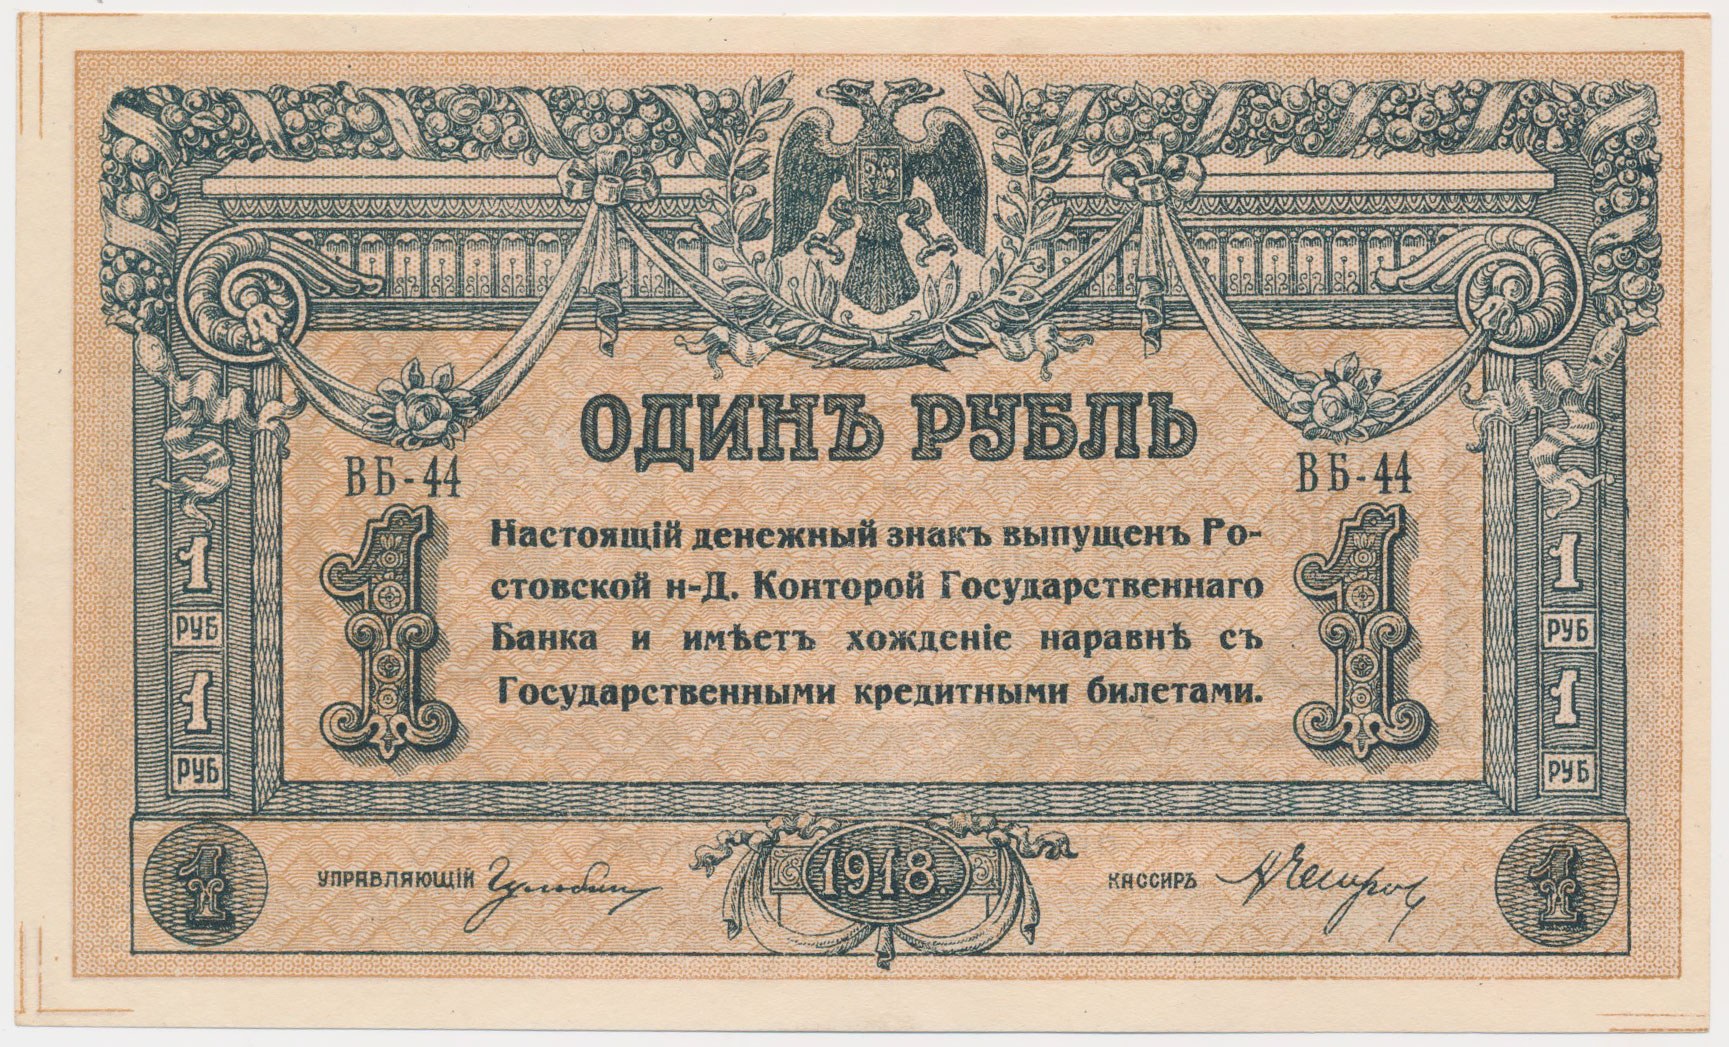 ОДИНЪ РУБЛЬ
ВБ-44 ВБ-44
1 1
Настоящій денежный знакъ выпущенъ Ро-
стовской н-Д. Конторой Государственнаго
Банка и имѣетъ хожденіе наравнѣ съ
Государственными кредитными билетами.
1 1
РУБ РУБ
1 1
РУБ РУБ
1 УПРАВЛЯЮЩІЙ 1918. КАССИРЪ 1